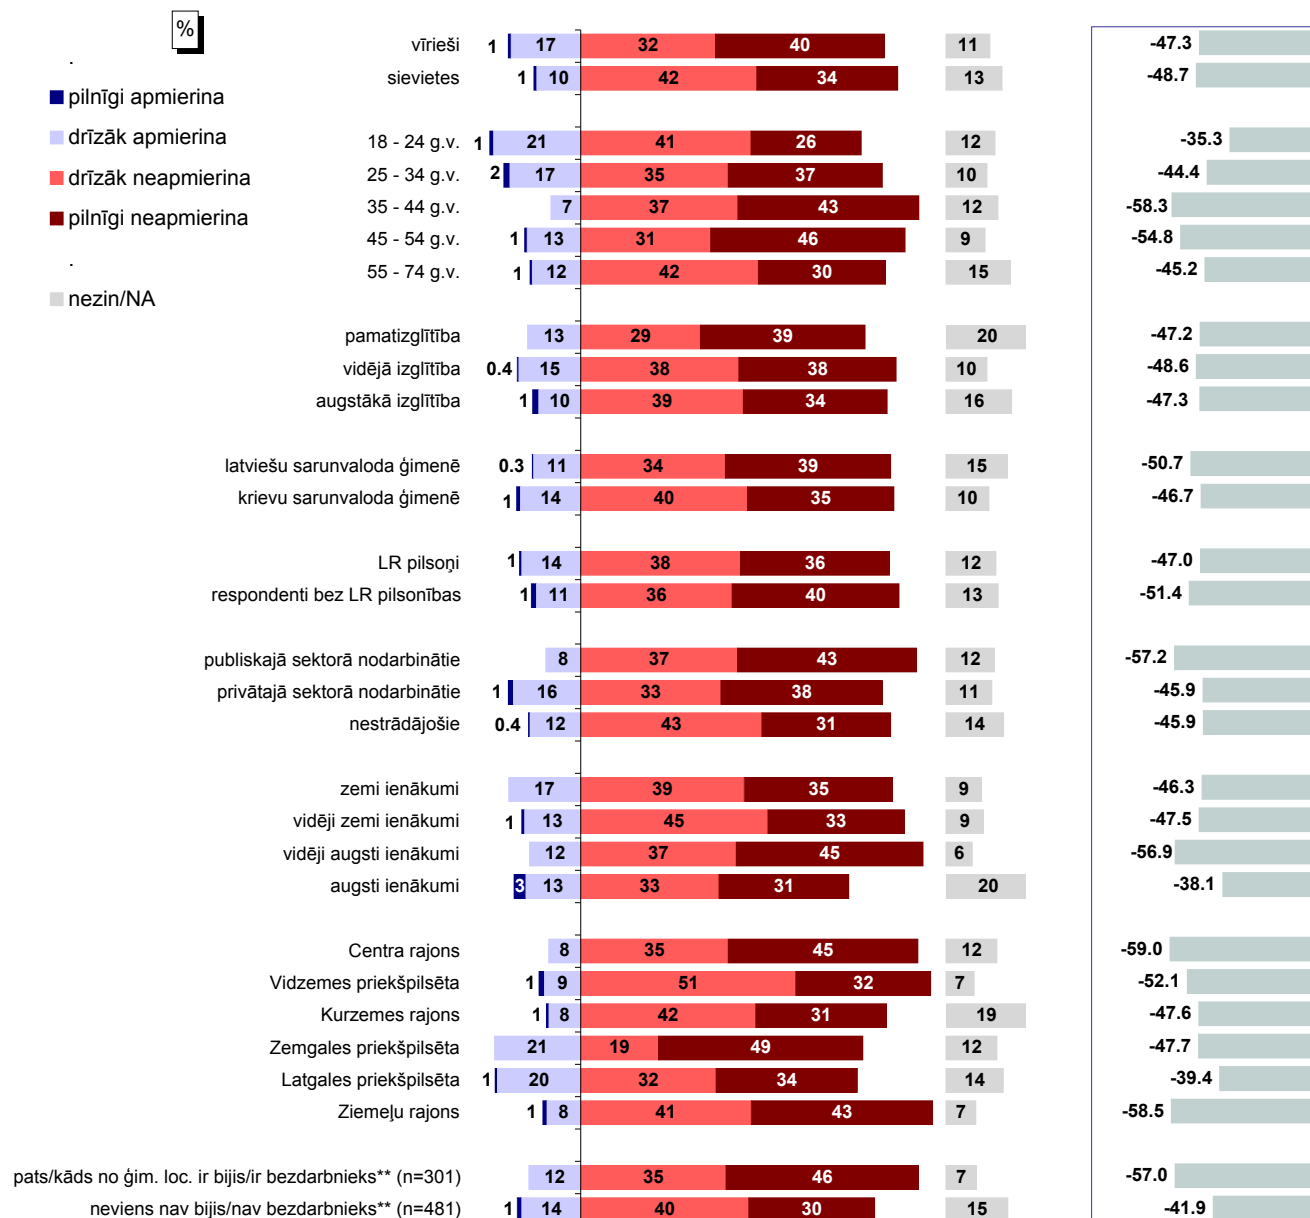 %
.
pilnīgi apmierina
drīzāk apmierina
drīzāk neapmierina
pilnīgi neapmierina
.
nezin/NA
vīrieši 1 17 32 40 11 -47.3
sievietes 1 10 42 34 13 -48.7
18 - 24 g.v. 1 21 41 26 12 -35.3
25 - 34 g.v. 2 17 35 37 10 -44.4
35 - 44 g.v. 7 37 43 12 -58.3
45 - 54 g.v. 1 13 31 46 9 -54.8
55 - 74 g.v. 1 12 42 30 15 -45.2
pamatizglītība 13 29 39 20 -47.2
vidējā izglītība 0.4 15 38 38 10 -48.6
augstākā izglītība 1 10 39 34 16 -47.3
latviešu sarunvaloda ģimenē 0.3 11 34 39 15 -50.7
krievu sarunvaloda ģimenē 1 14 40 35 10 -46.7
LR pilsoņi 1 14 38 36 12 -47.0
respondenti bez LR pilsonības 1 11 36 40 13 -51.4
publiskajā sektorā nodarbinātie 8 37 43 12 -57.2
privātajā sektorā nodarbinātie 1 16 33 38 11 -45.9
nestrādājošie 0.4 12 43 31 14 -45.9
zemi ienākumi 17 39 35 9 -46.3
vidēji zemi ienākumi 1 13 45 33 9 -47.5
vidēji augsti ienākumi 12 37 45 6 -56.9
augsti ienākumi 3 13 33 31 20 -38.1
Centra rajons 8 35 45 12 -59.0
Vidzemes priekšpilsēta 1 9 51 32 7 -52.1
Kurzemes rajons 1 8 42 31 19 -47.6
Zemgales priekšpilsēta 21 19 49 12 -47.7
Latgales priekšpilsēta 1 20 32 34 14 -39.4
Ziemeļu rajons 1 8 41 43 7 -58.5
pats/kāds no ģim. loc. ir bijis/ir bezdarbnieks** (n=301) 12 35 46 7 -57.0
neviens nav bijis/nav bezdarbnieks** (n=481) 1 14 40 30 15 -41.9